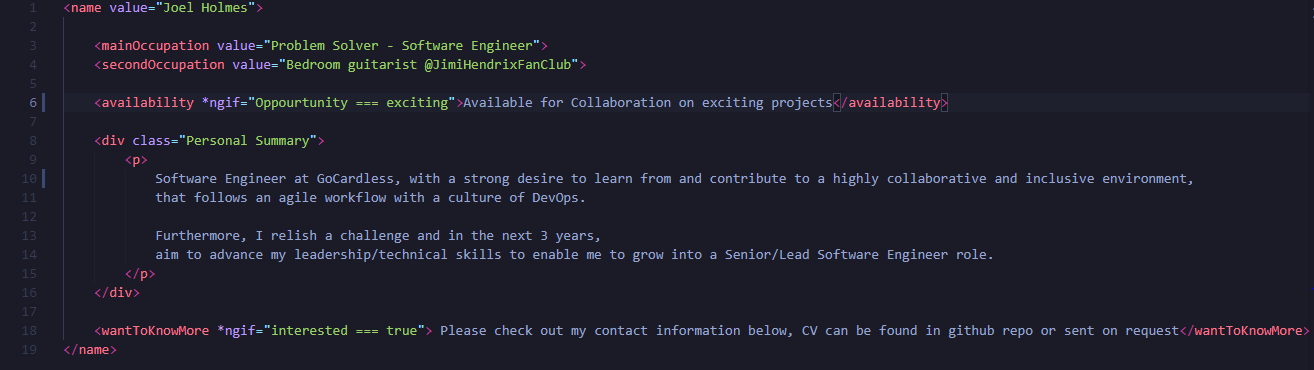 1 <name value="Joel Holmes">
2
3 <mainOccupation value="Problem Solver - Software Engineer">
4 <secondOccupation value="Bedroom guitarist @JimiHendrixFanClub">
5
6 <availability *ngif="Oppourtunity === exciting">Available for Collaboration on exciting projects</availability>
7
8 <div class="Personal Summary">
9 <p>
10 Software Engineer at GoCardless, with a strong desire to learn from and contribute to a highly collaborative and inclusive environment,
11 that follows an agile workflow with a culture of DevOps.
12
13 Furthermore, I relish a challenge and in the next 3 years,
14 aim to advance my leadership/technical skills to enable me to grow into a Senior/Lead Software Engineer role.
15 </p>
16 </div>
17
18 <wantToKnowMore *ngif="interested === true"> Please check out my contact information below, CV can be found in github repo or sent on request</wantToKnowMore>
19 </name>